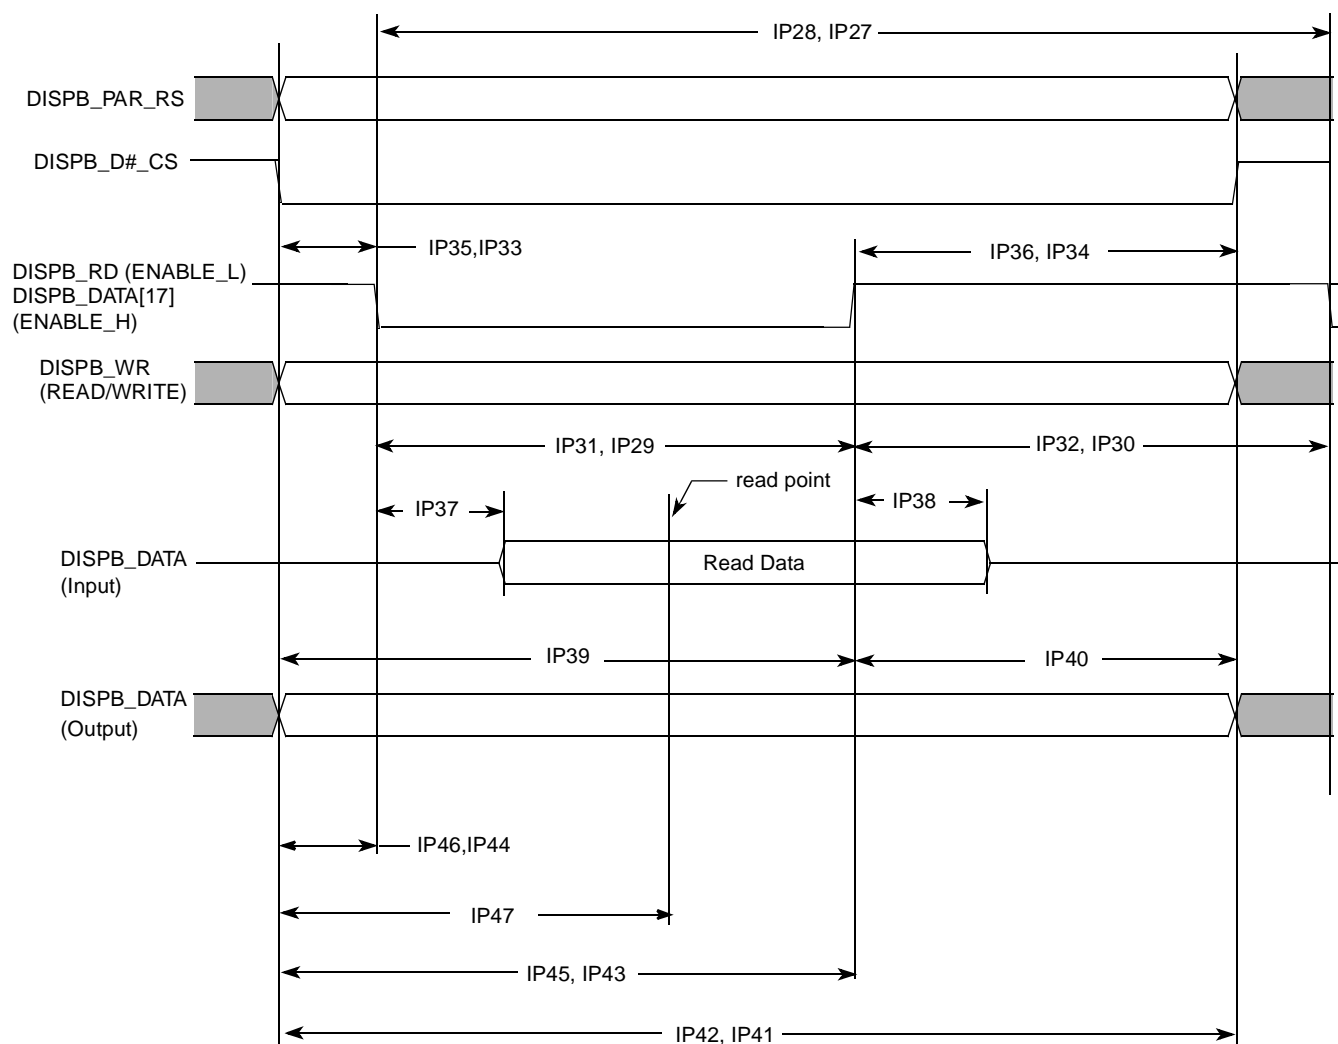 IP28, IP27
DISPB_PAR_RS
DISPB_D#_CS
IP35,IP33
IP36, IP34
DISPB_RD (ENABLE_L)
DISPB_DATA[17]
(ENABLE_H)
DISPB_WR
(READ/WRITE)
IP31, IP29
IP32, IP30
read point
IP37
IP38
DISPB_DATA
(Input)
Read Data
IP39
IP40
DISPB_DATA
(Output)
IP46,IP44
IP47
IP45, IP43
IP42, IP41